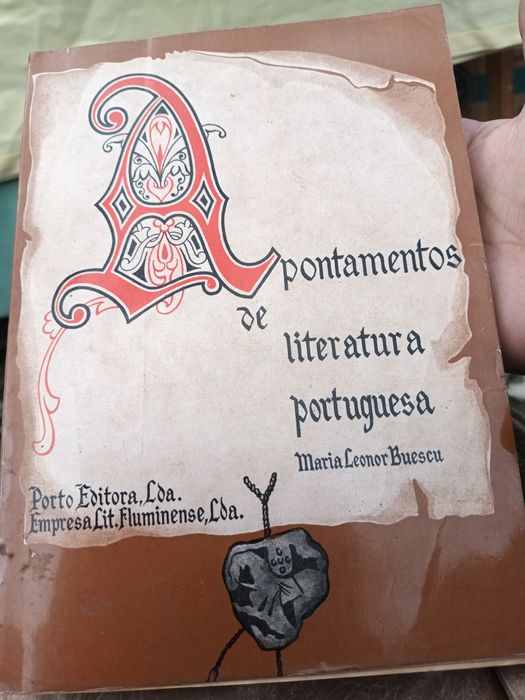 Apontamentos
de
literatura
portuguesa
Maria Leonor Buescu
Porto Editora, Lda.
Empresa Lit. Fluminense, Lda.